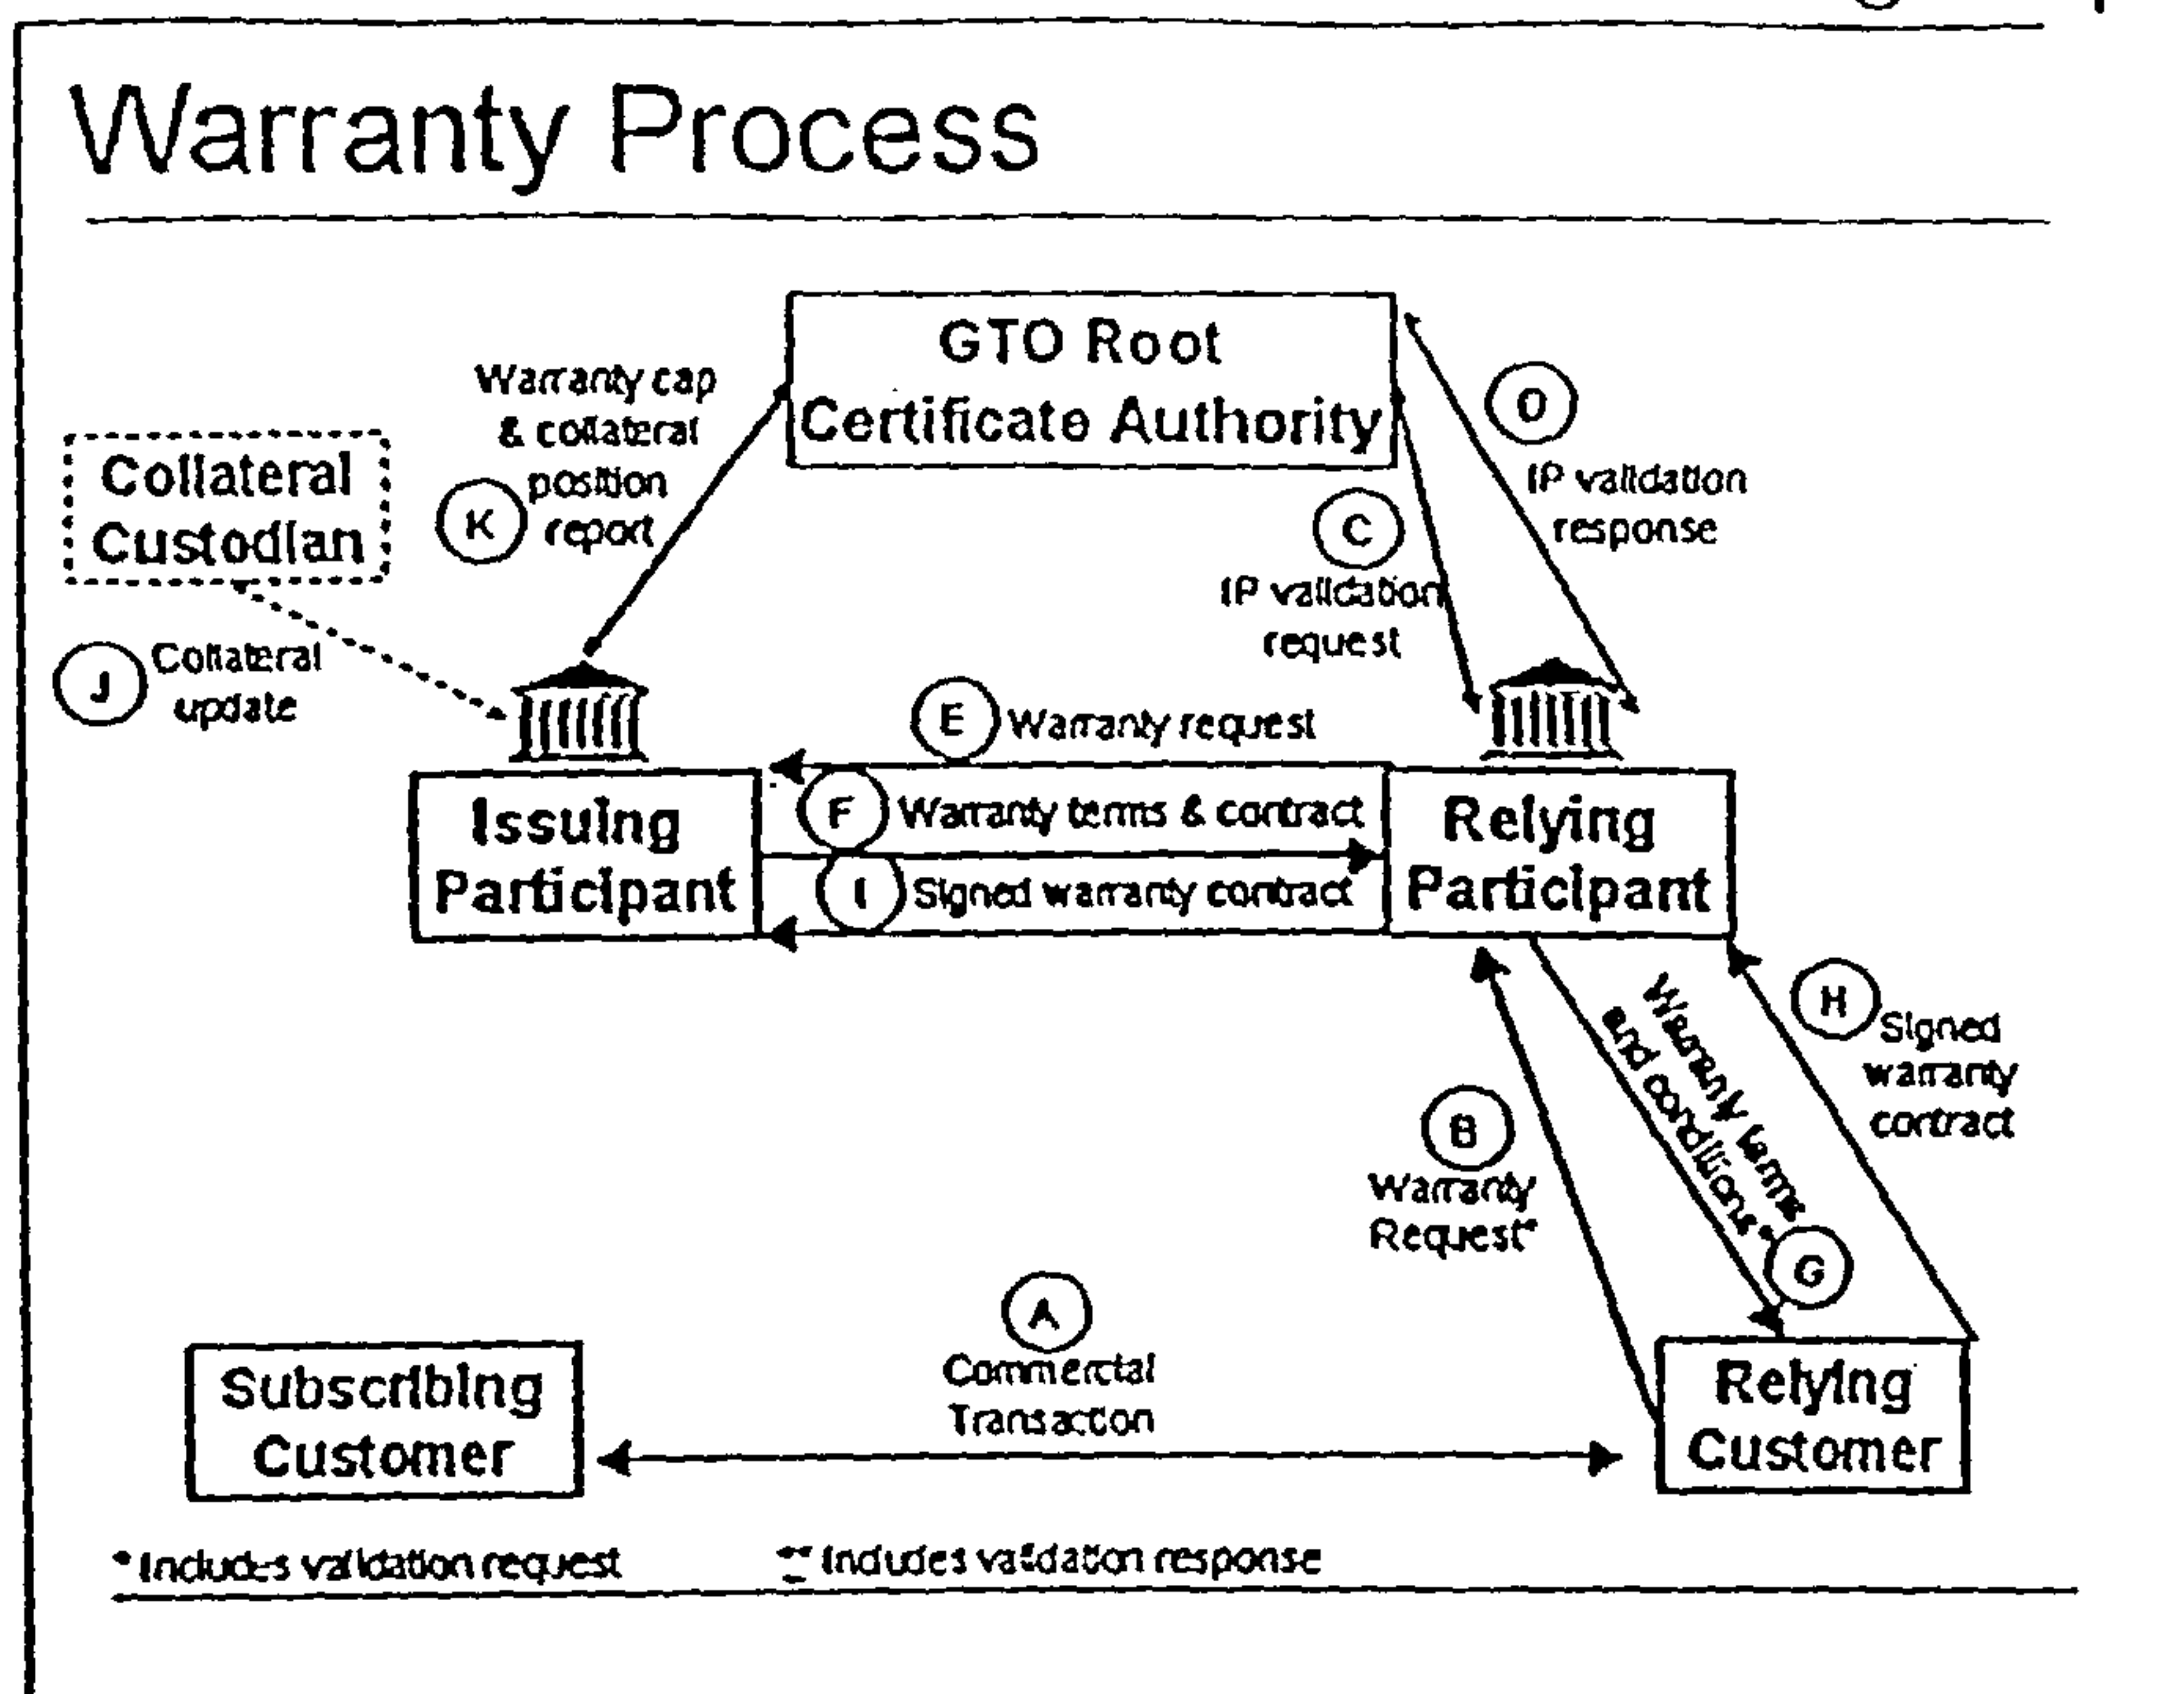 Warranty Process
GTO Root
Certificate Authority
Warranty cap
& collateral
position
report
K
O
IP validation
response
C
IP validation
request
Collateral
Custodian
J
Collateral
update
E Warranty request
F Warranty terms & contract
I Signed warranty contract
Issuing
Participant
Relying
Participant
H
Signed
warranty
contract
Warranty terms
and conditions**
G
B
Warranty
Request*
A
Commercial
Transaction
Subscribing
Customer
Relying
Customer
* Includes validation request
** Includes validation response